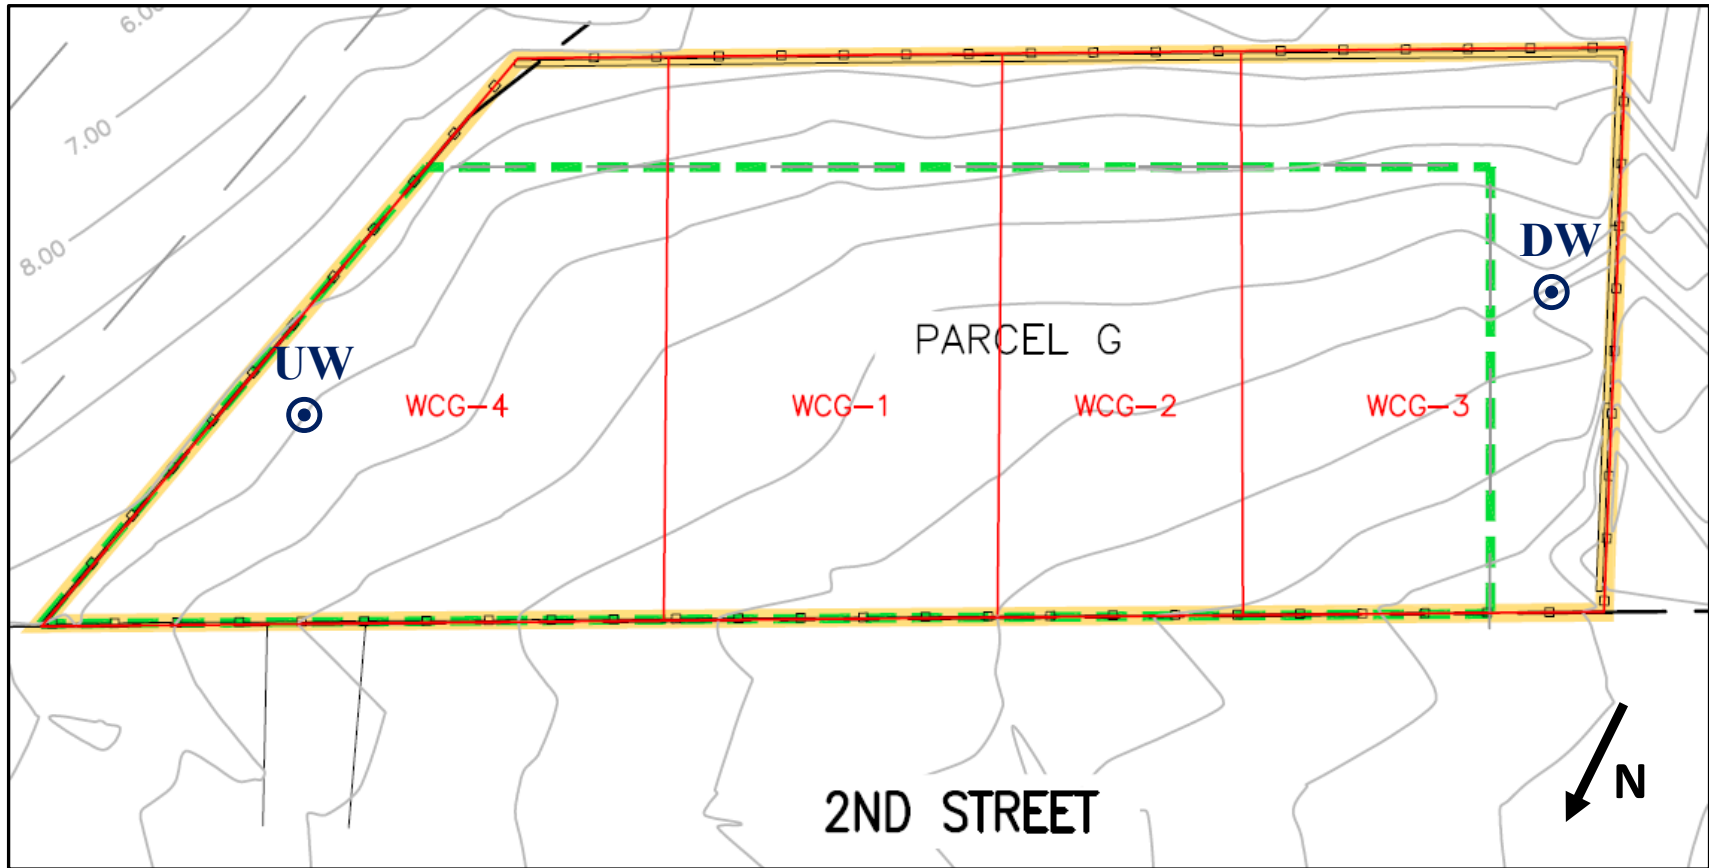 6.00
7.00
8.00
DW
PARCEL G
UW
WCG-4
WCG-1
WCG-2
WCG-3
2ND STREET
N